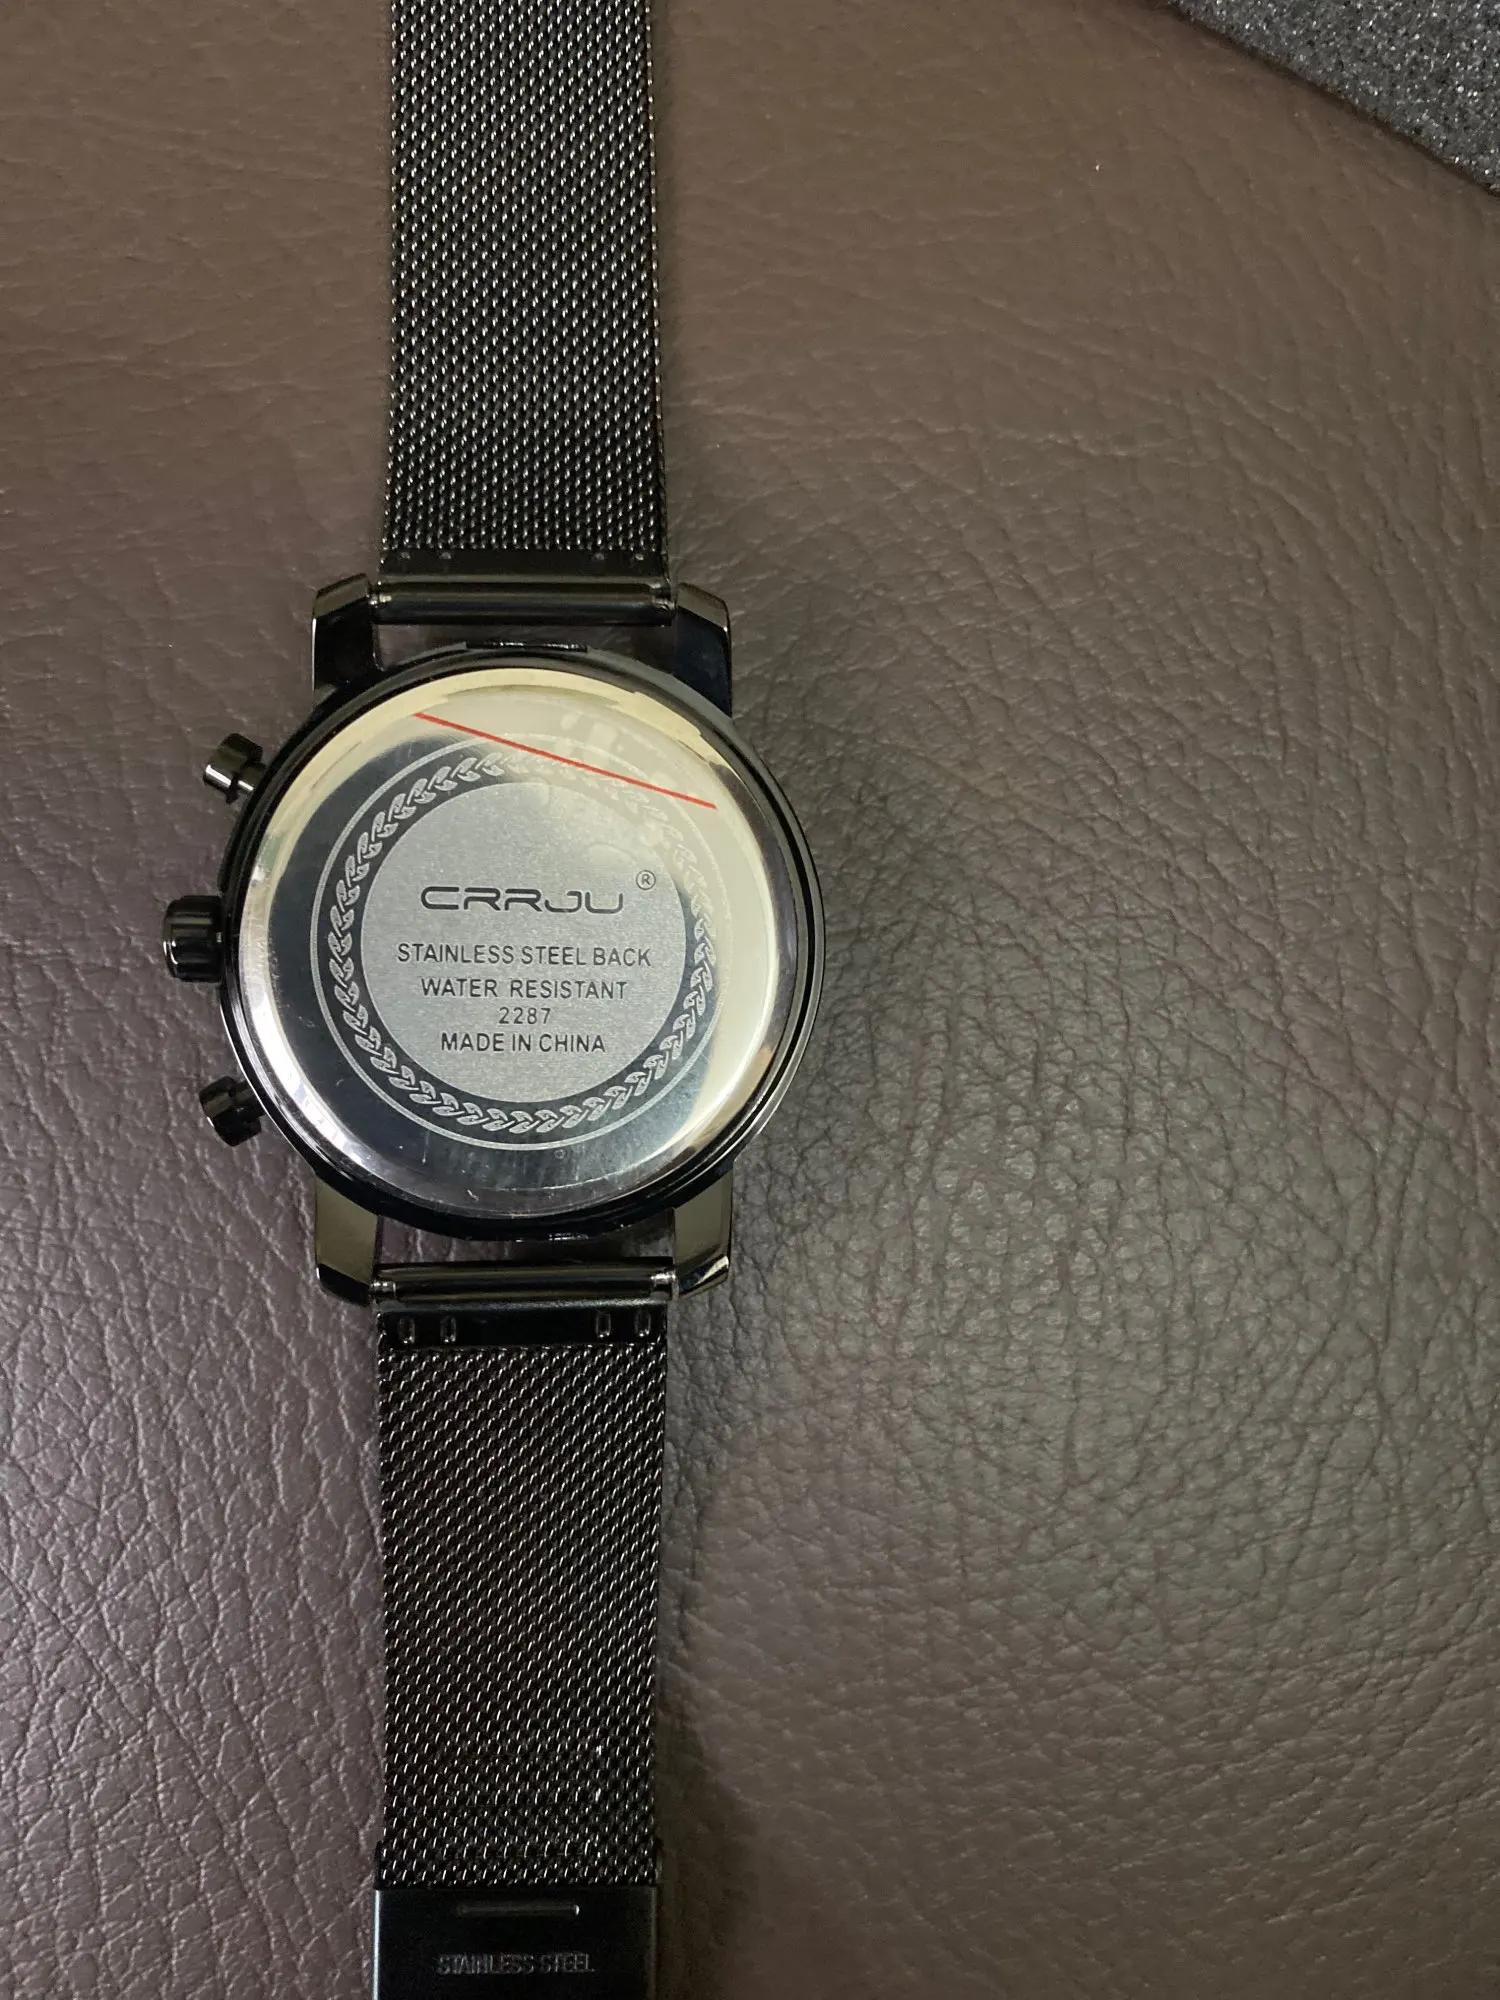 CRRJU®
STAINLESS STEEL BACK
WATER RESISTANT
2287
MADE IN CHINA
STAINLESS STEEL